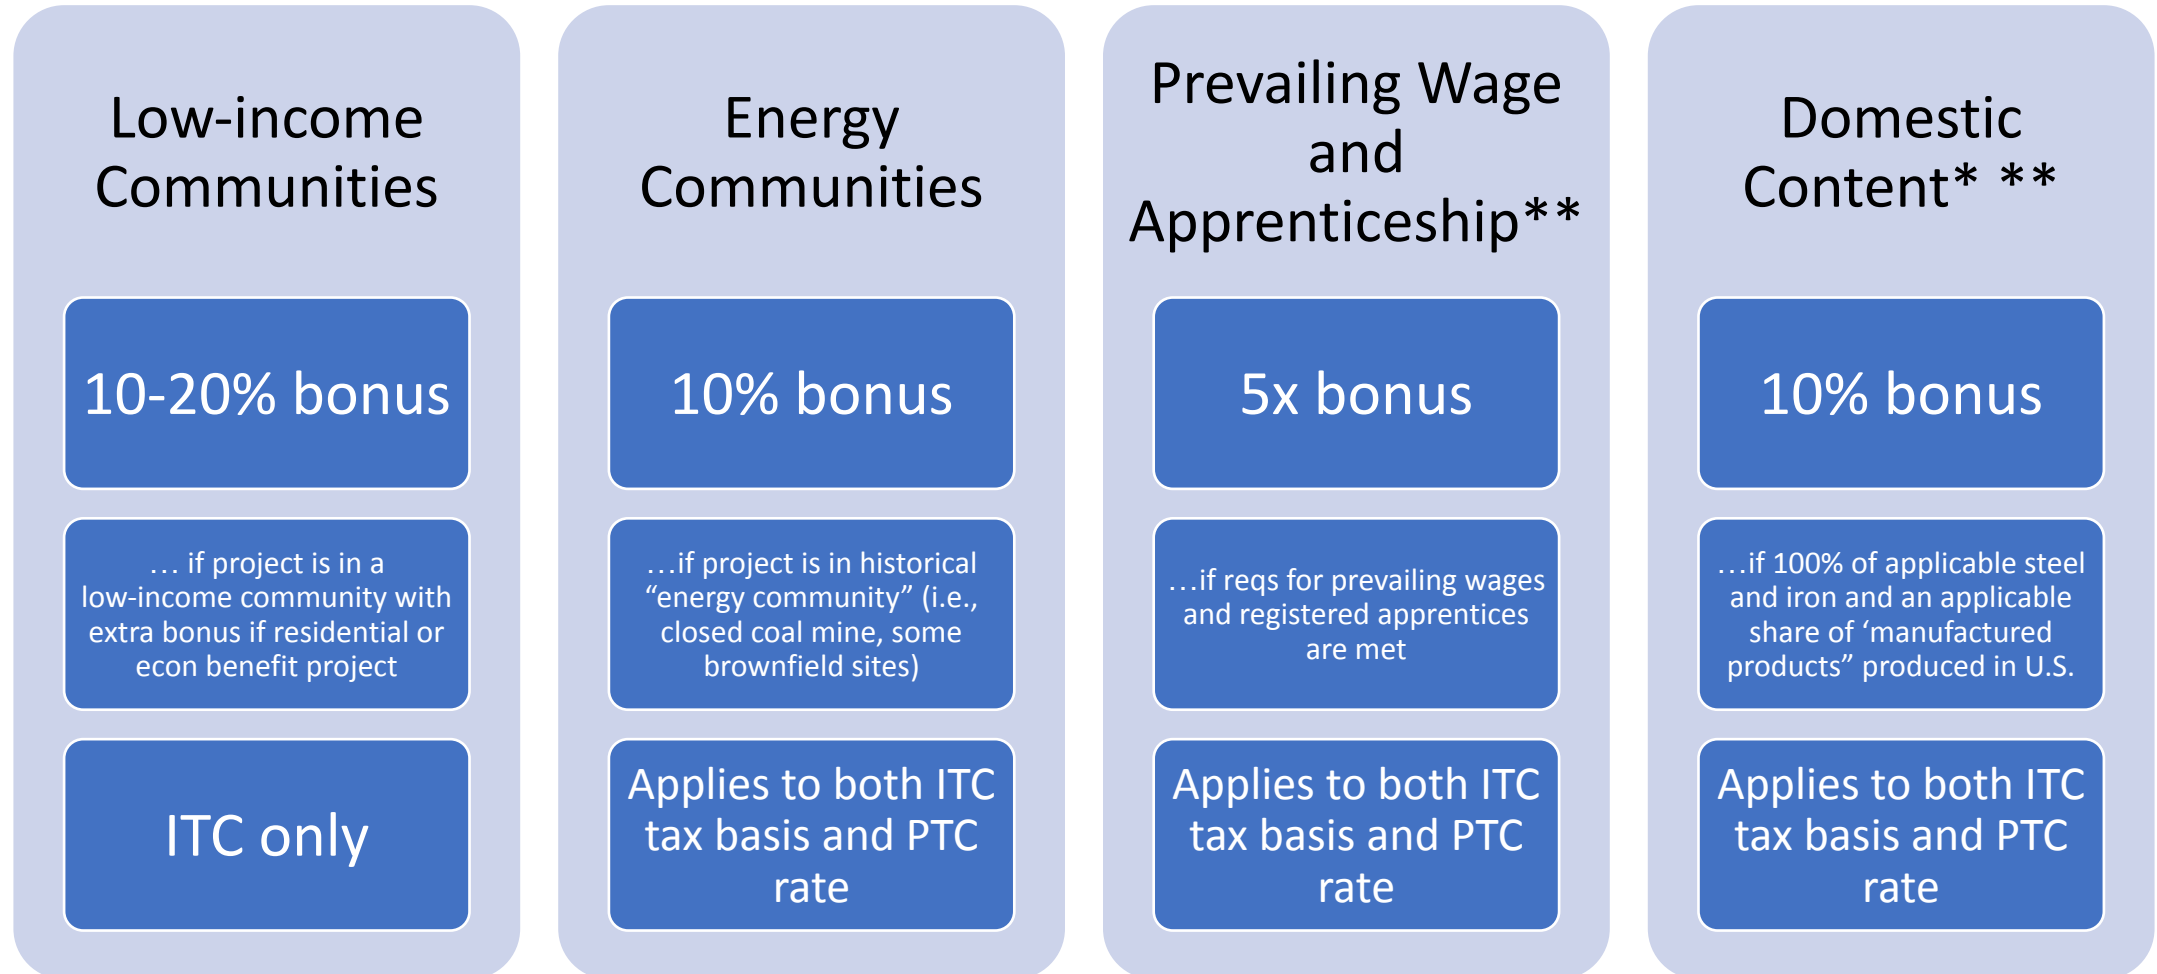 Low-income
Communities
10-20% bonus
… if project is in a
low-income community with
extra bonus if residential or
econ benefit project
ITC only
Energy
Communities
10% bonus
…if project is in historical
“energy community” (i.e.,
closed coal mine, some
brownfield sites)
Applies to both ITC
tax basis and PTC
rate
Prevailing Wage
and
Apprenticeship**
5x bonus
…if reqs for prevailing wages
and registered apprentices
are met
Applies to both ITC
tax basis and PTC
rate
Domestic
Content* **
10% bonus
…if 100% of applicable steel
and iron and an applicable
share of ‘manufactured
products” produced in U.S.
Applies to both ITC
tax basis and PTC
rate